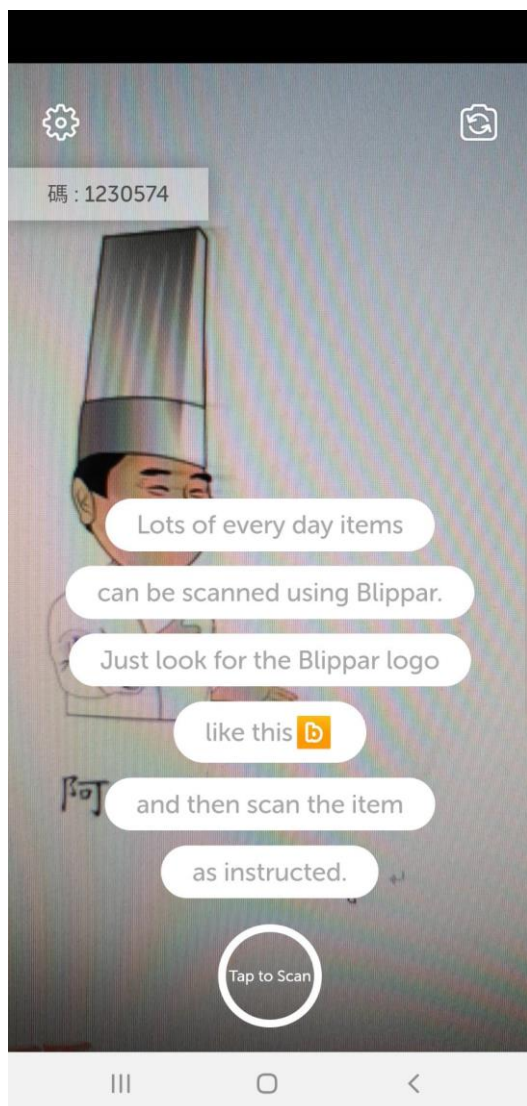 碼 : 1230574
Lots of every day items
can be scanned using Blippar.
Just look for the Blippar logo
like this
and then scan the item
阿
as instructed.
Tap to Scan